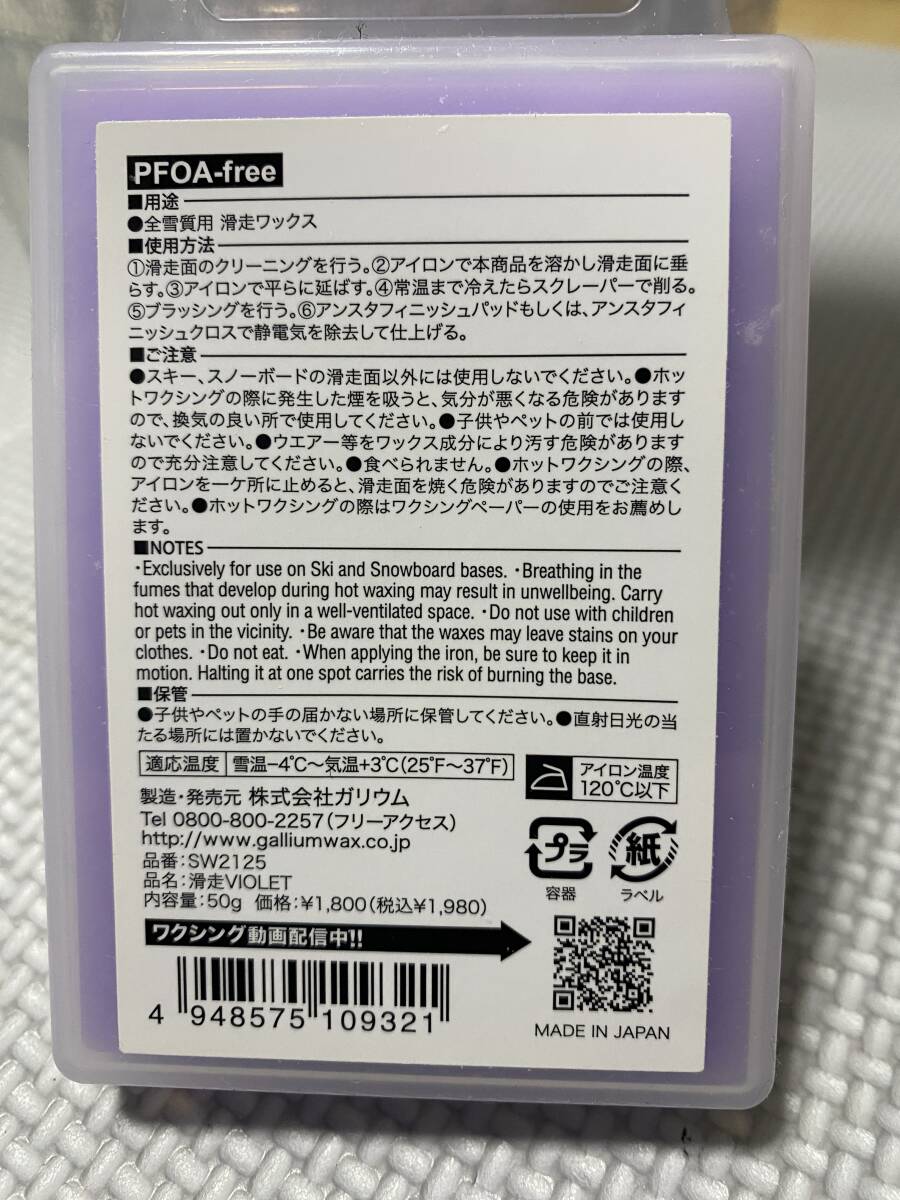 PFOA-free
■用途
●全雪質用 滑走ワックス
■使用方法
①滑走面のクリーニングを行う。②アイロンで本商品を溶かし滑走面に垂
らす。③アイロンで平らに延ばす。④常温まで冷えたらスクレーパーで削る。
⑤ブラッシングを行う。⑥アンスタフィニッシュパッドもしくは、アンスタフィ
ニッシュクロスで静電気を除去して仕上げる。
■ご注意
●スキー、スノーボードの滑走面以外には使用しないでください。●ホッ
トワクシングの際に発生した煙を吸うと、気分が悪くなる危険があります
ので、換気の良い所で使用してください。●子供やペットの前では使用し
ないでください。●ウエアー等をワックス成分により汚す危険があります
ので充分注意してください。●食べられません。●ホットワクシングの際、
アイロンを一ケ所に止めると、滑走面を焼く危険がありますのでご注意く
ださい。●ホットワクシングの際はワクシングペーパーの使用をお薦めし
ます。
■NOTES
・Exclusively for use on Ski and Snowboard bases. ・Breathing in the
fumes that develop during hot waxing may result in unwellbeing. Carry
hot waxing out only in a well-ventilated space. ・Do not use with children
or pets in the vicinity. ・Be aware that the waxes may leave stains on your
clothes. ・Do not eat. ・When applying the iron, be sure to keep it in
motion. Halting it at one spot carries the risk of burning the base.
■保管
●子供やペットの手の届かない場所に保管してください。●直射日光の当
たる場所には置かないでください。
適応温度 雪温−4℃〜気温+3℃(25°F〜37°F)
アイロン温度
120℃以下
製造・発売元 株式会社ガリウム
Tel 0800-800-2257(フリーアクセス)
http://www.galliumwax.co.jp
品番:SW2125
品名:滑走VIOLET
内容量:50g 価格:¥1,800(税込¥1,980)
プラ
容器
紙
ラベル
ワクシング動画配信中!!
4 948575 109321
MADE IN JAPAN